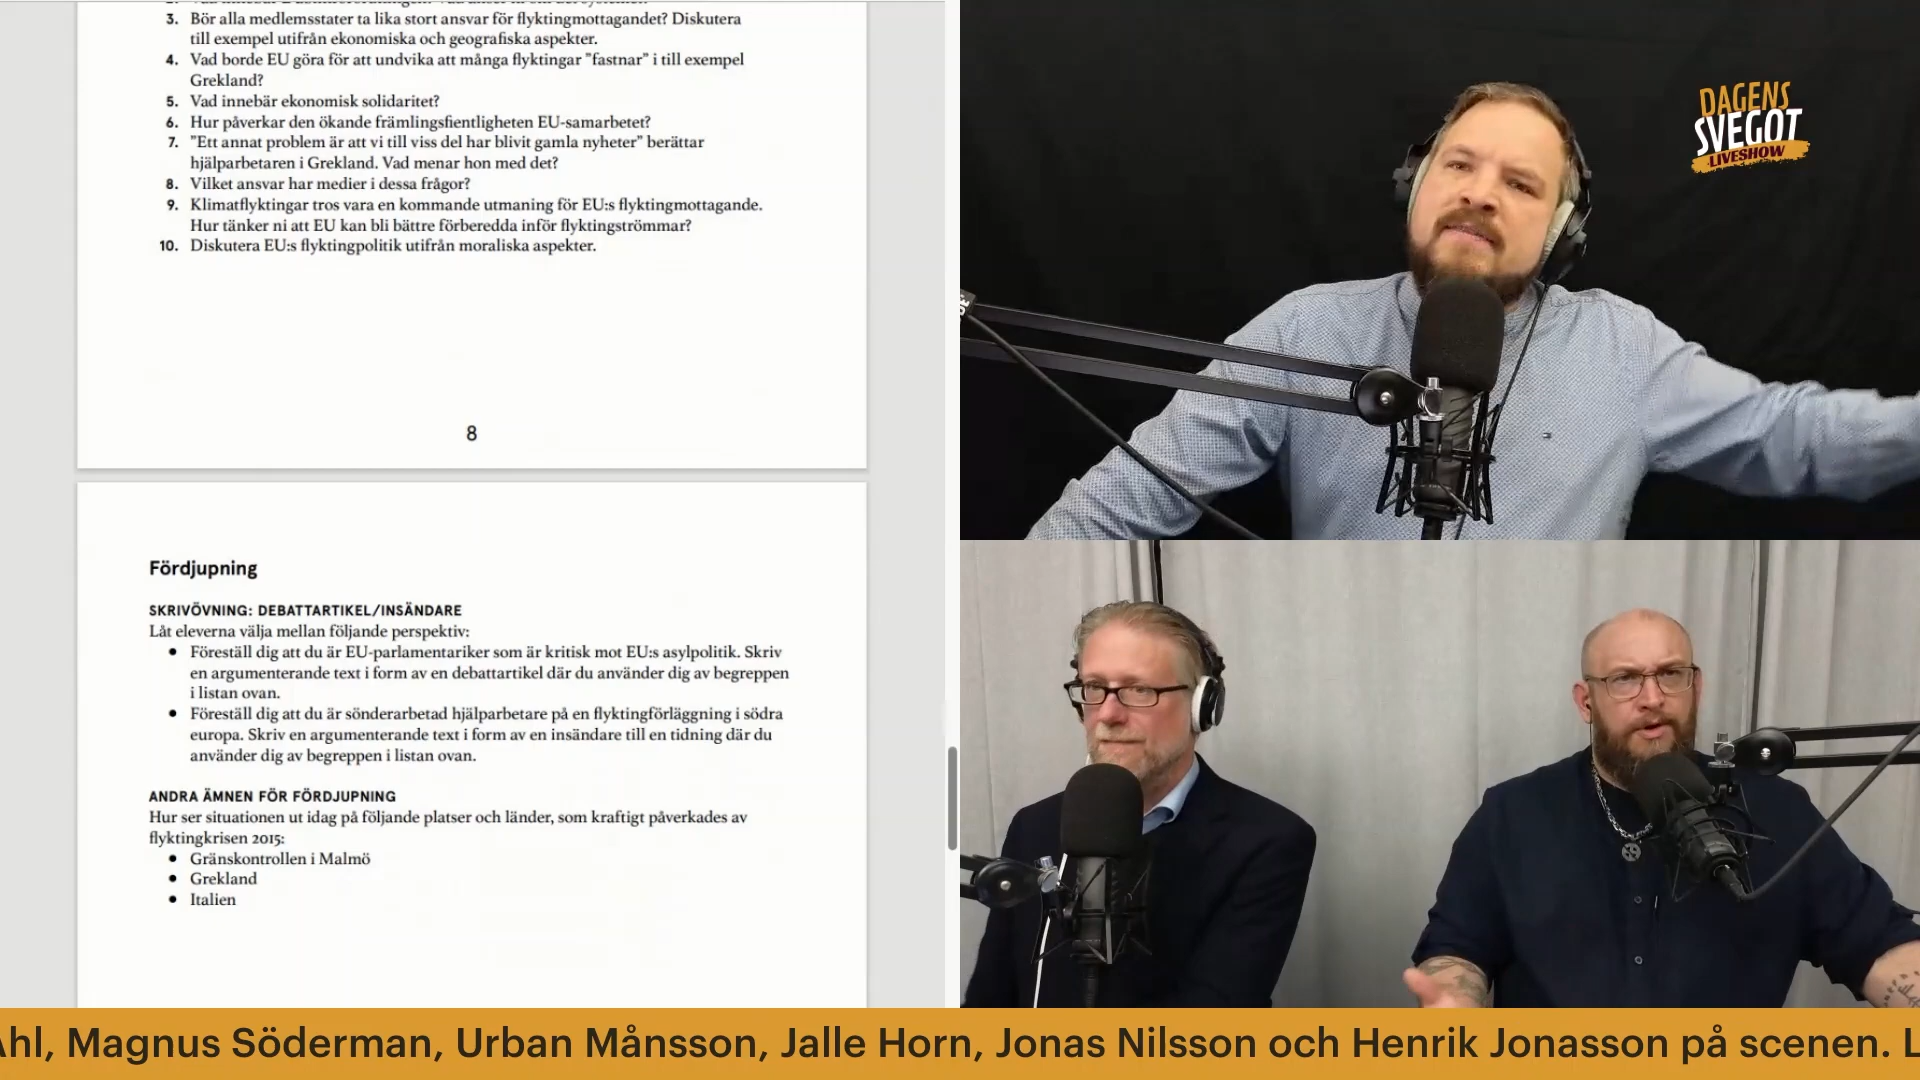 3. Bör alla medlemsstater ta lika stort ansvar för flyktingmottagandet? Diskutera
till exempel utifrån ekonomiska och geografiska aspekter.
4. Vad borde EU göra för att undvika att många flyktingar ”fastnar” i till exempel
Grekland?
5. Vad innebär ekonomisk solidaritet?
6. Hur påverkar den ökande främlingsfientligheten EU-samarbetet?
7. ”Ett annat problem är att vi till viss del har blivit gamla nyheter” berättar
hjälparbetaren i Grekland. Vad menar hon med det?
8. Vilket ansvar har medier i dessa frågor?
9. Klimatflyktingar tros vara en kommande utmaning för EU:s flyktingmottagande.
Hur tänker ni att EU kan bli bättre förberedda inför flyktingströmmar?
10. Diskutera EU:s flyktingpolitik utifrån moraliska aspekter.
8
Fördjupning
SKRIVÖVNING: DEBATTARTIKEL/INSÄNDARE
Låt eleverna välja mellan följande perspektiv:
• Föreställ dig att du är EU-parlamentariker som är kritisk mot EU:s asylpolitik. Skriv
en argumenterande text i form av en debattartikel där du använder dig av begreppen
i listan ovan.
• Föreställ dig att du är sönderarbetad hjälparbetare på en flyktingförläggning i södra
europa. Skriv en argumenterande text i form av en insändare till en tidning där du
använder dig av begreppen i listan ovan.
ANDRA ÄMNEN FÖR FÖRDJUPNING
Hur ser situationen ut idag på följande platser och länder, som kraftigt påverkades av
flyktingkrisen 2015:
• Gränskontrollen i Malmö
• Grekland
• Italien
DAGENS
SVEGOT
LIVESHOW
Ahl, Magnus Söderman, Urban Månsson, Jalle Horn, Jonas Nilsson och Henrik Jonasson på scenen. L